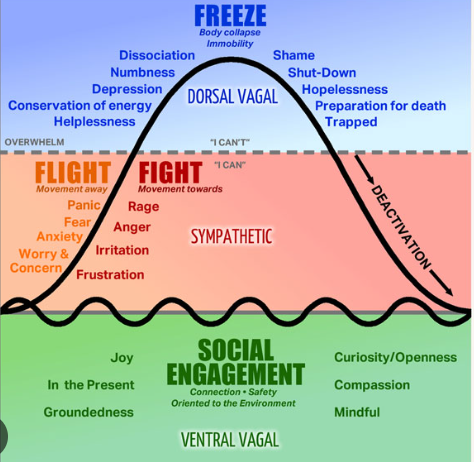 FREEZE
Body collapse
Immobility
Dissociation
Numbness
Depression
Conservation of energy
Helplessness
Shame
Shut-Down
Hopelessness
Preparation for death
Trapped
DORSAL VAGAL
OVERWHELM
"I CAN'T"
"I CAN"
FLIGHT
Movement away
Panic
Fear
Anxiety
Worry &
Concern
FIGHT
Movement towards
Rage
Anger
Irritation
Frustration
SYMPATHETIC
DEACTIVATION
SOCIAL
ENGAGEMENT
Connection • Safety
Oriented to the Environment
Joy
In the Present
Groundedness
Curiosity/Openness
Compassion
Mindful
VENTRAL VAGAL